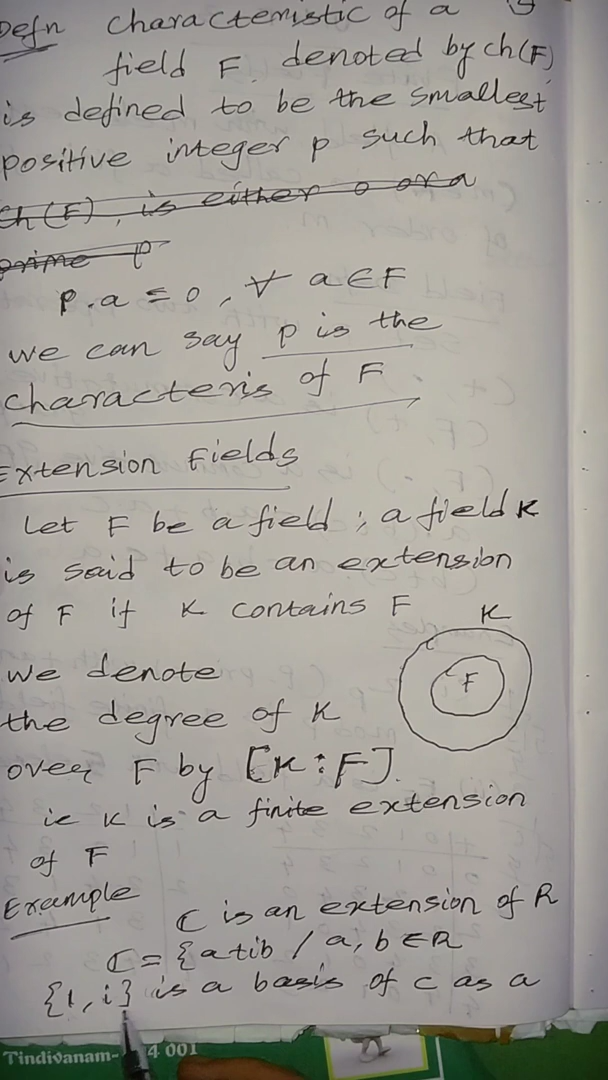 Defn characteristic of a
field F. denoted by ch(F)
is defined to be the smallest
positive integer p such that
ch(F), is either 0 or a
prime p
p.a = 0, ∀ a ∈ F
we can say p is the
characteris of F
Extension Fields
Let F be a field; a field K
is said to be an extension
of F if K contains F
K
F
we denote
the degree of K
over F by [K:F].
ie K is a finite extension
of F
Example
C is an extension of R
C = {a+ib / a, b ∈ R
{1, i} is a basis of C as a
Tindivanam- 4 001